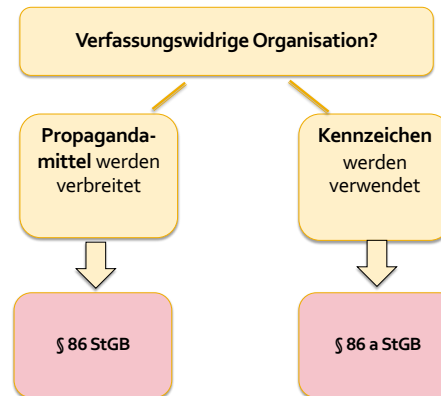 Verfassungswidrige Organisation?
Propaganda-
mittel werden
verbreitet
Kennzeichen
werden
verwendet
§ 86 StGB
§ 86 a StGB